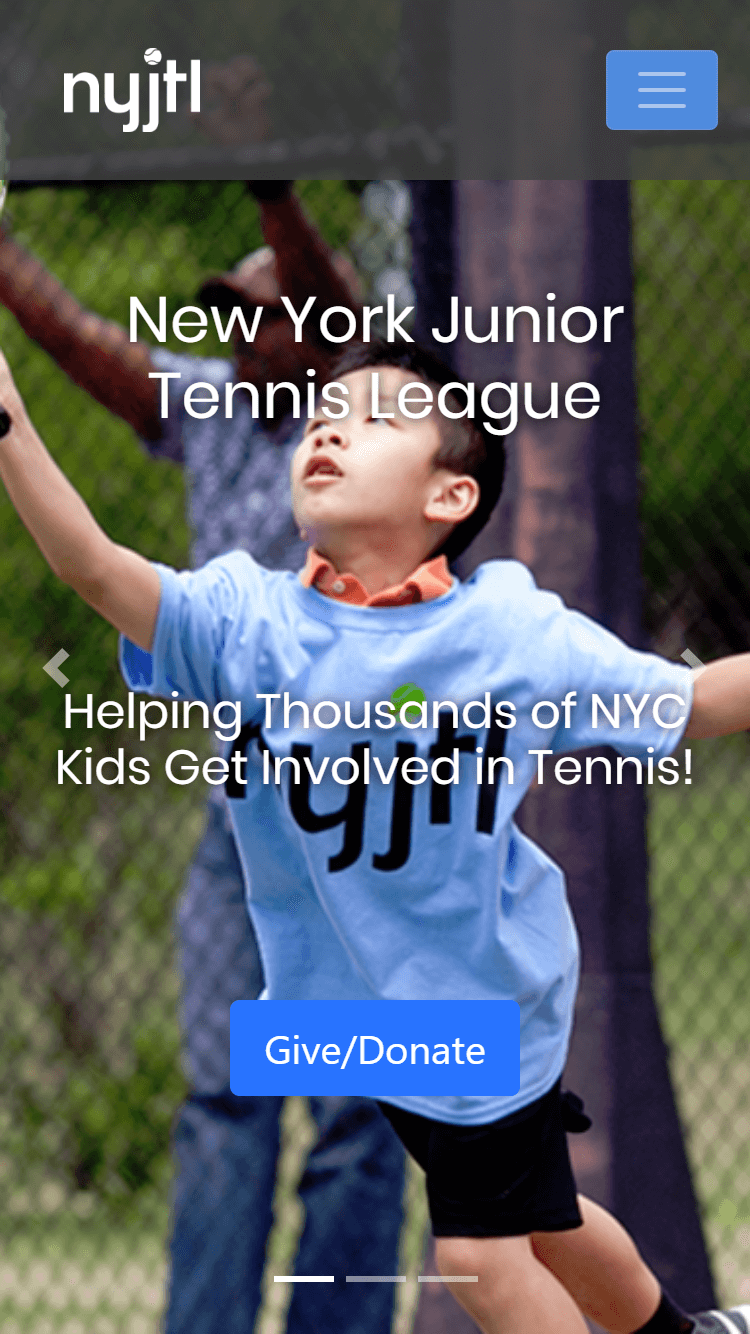 nyjtl
New York Junior
Tennis League
Helping Thousands of NYC
Kids Get Involved in Tennis!
nyjtl
Give/Donate